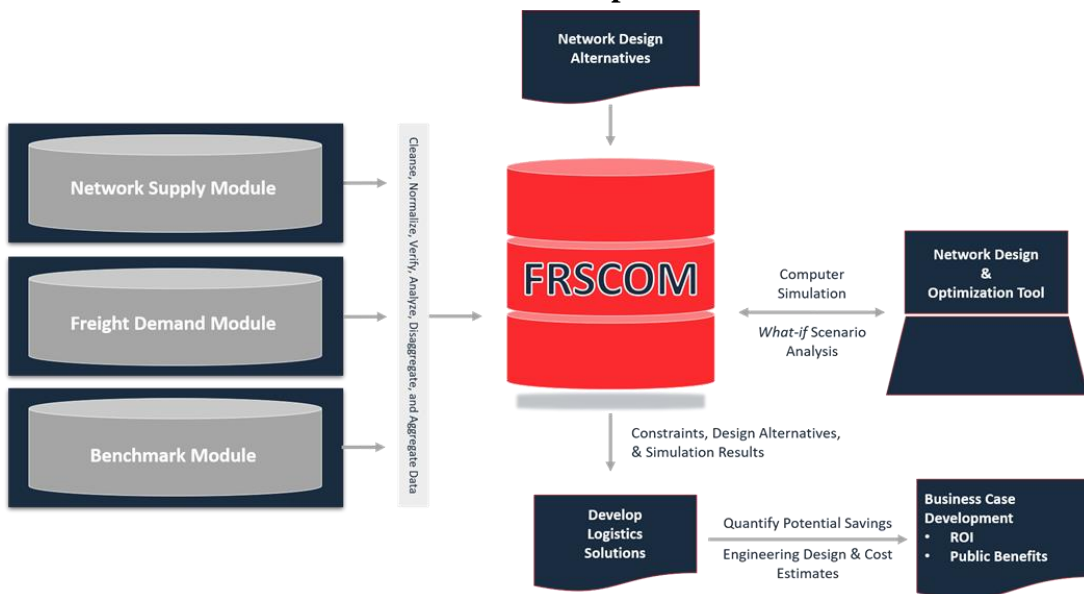 Network Design
Alternatives
Network Supply Module
Freight Demand Module
Benchmark Module
Cleanse, Normalize, Verify, Analyze, Disaggregate, and Aggregate Data
FRSCOM
Computer
Simulation
What-if Scenario
Analysis
Network Design
&
Optimization Tool
Constraints, Design Alternatives,
& Simulation Results
Develop
Logistics
Solutions
Quantify Potential Savings
Engineering Design & Cost
Estimates
Business Case
Development
• ROI
• Public Benefits